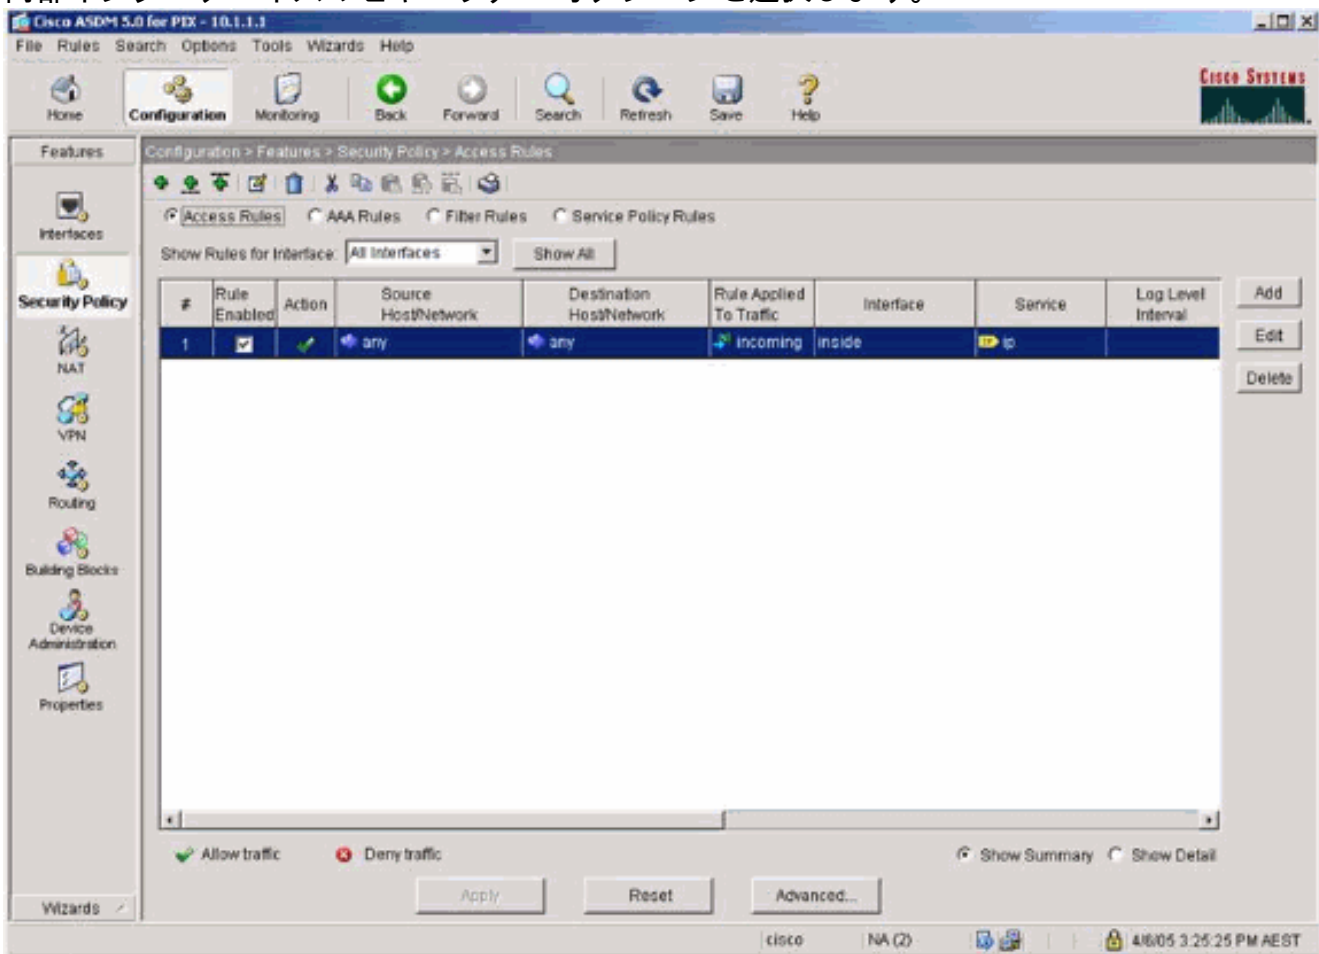 Cisco ASDM 5.0 for PIX - 10.1.1.1
File Rules Search Options Tools Wizards Help
Home Configuration Monitoring Back Forward Search Refresh Save Help
CISCO SYSTEMS
Features
Configuration > Features > Security Policy > Access Rules
Access Rules AAA Rules Filter Rules Service Policy Rules
Show Rules for Interface: All Interfaces Show All
Interfaces
Security Policy
NAT
VPN
Routing
Building Blocks
Device Administration
Properties
Wizards
# Rule Enabled Action Source Host/Network Destination Host/Network Rule Applied To Traffic Interface Service Log Level Interval
1 any any incoming inside IP ip
Add
Edit
Delete
Allow traffic Deny traffic Show Summary Show Detail
Apply Reset Advanced...
cisco NA (2) 4/6/05 3:25:25 PM AEST